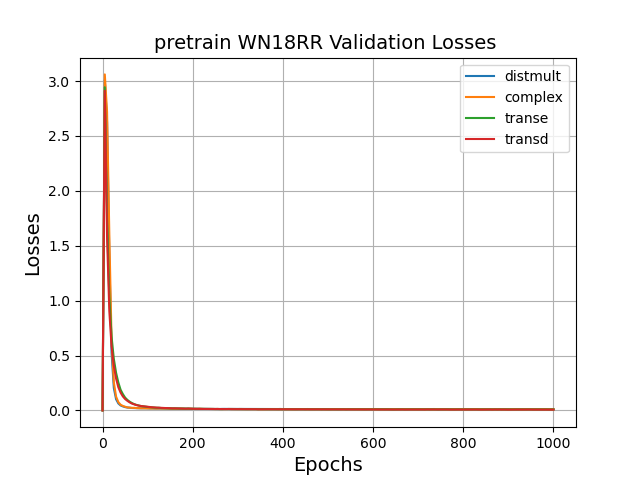 pretrain WN18RR Validation Losses
distmult
complex
transe
transd
3.0
2.5
2.0
1.5
1.0
0.5
0.0
Losses
0 200 400 600 800 1000
Epochs